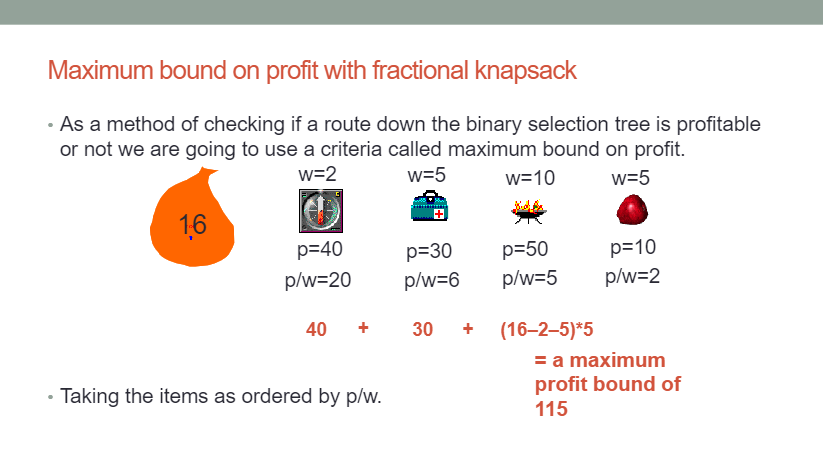 Maximum bound on profit with fractional knapsack
• As a method of checking if a route down the binary selection tree is profitable
or not we are going to use a criteria called maximum bound on profit.
w=2 w=5 w=10 w=5
16
p=40 p=30 p=50 p=10
p/w=20 p/w=6 p/w=5 p/w=2
40 + 30 + (16–2–5)*5
= a maximum
profit bound of
115
• Taking the items as ordered by p/w.